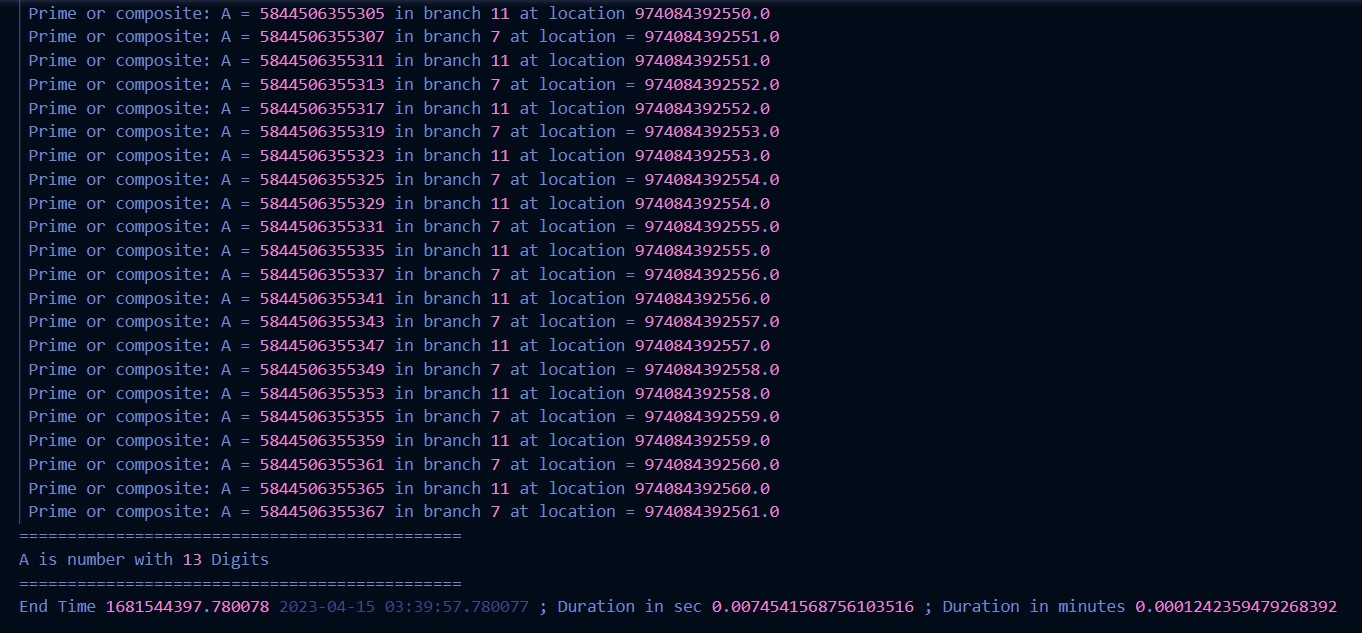 Prime or composite: A = 5844506355305 in branch 11 at location 974084392550.0
Prime or composite: A = 5844506355307 in branch 7 at location = 974084392551.0
Prime or composite: A = 5844506355311 in branch 11 at location 974084392551.0
Prime or composite: A = 5844506355313 in branch 7 at location = 974084392552.0
Prime or composite: A = 5844506355317 in branch 11 at location 974084392552.0
Prime or composite: A = 5844506355319 in branch 7 at location = 974084392553.0
Prime or composite: A = 5844506355323 in branch 11 at location 974084392553.0
Prime or composite: A = 5844506355325 in branch 7 at location = 974084392554.0
Prime or composite: A = 5844506355329 in branch 11 at location 974084392554.0
Prime or composite: A = 5844506355331 in branch 7 at location = 974084392555.0
Prime or composite: A = 5844506355335 in branch 11 at location 974084392555.0
Prime or composite: A = 5844506355337 in branch 7 at location = 974084392556.0
Prime or composite: A = 5844506355341 in branch 11 at location 974084392556.0
Prime or composite: A = 5844506355343 in branch 7 at location = 974084392557.0
Prime or composite: A = 5844506355347 in branch 11 at location 974084392557.0
Prime or composite: A = 5844506355349 in branch 7 at location = 974084392558.0
Prime or composite: A = 5844506355353 in branch 11 at location 974084392558.0
Prime or composite: A = 5844506355355 in branch 7 at location = 974084392559.0
Prime or composite: A = 5844506355359 in branch 11 at location 974084392559.0
Prime or composite: A = 5844506355361 in branch 7 at location = 974084392560.0
Prime or composite: A = 5844506355365 in branch 11 at location 974084392560.0
Prime or composite: A = 5844506355367 in branch 7 at location = 974084392561.0
==============================================
A is number with 13 Digits
==============================================
End Time 1681544397.780078 2023-04-15 03:39:57.780077 ; Duration in sec 0.0074541568756103516 ; Duration in minutes 0.0001242359479268392